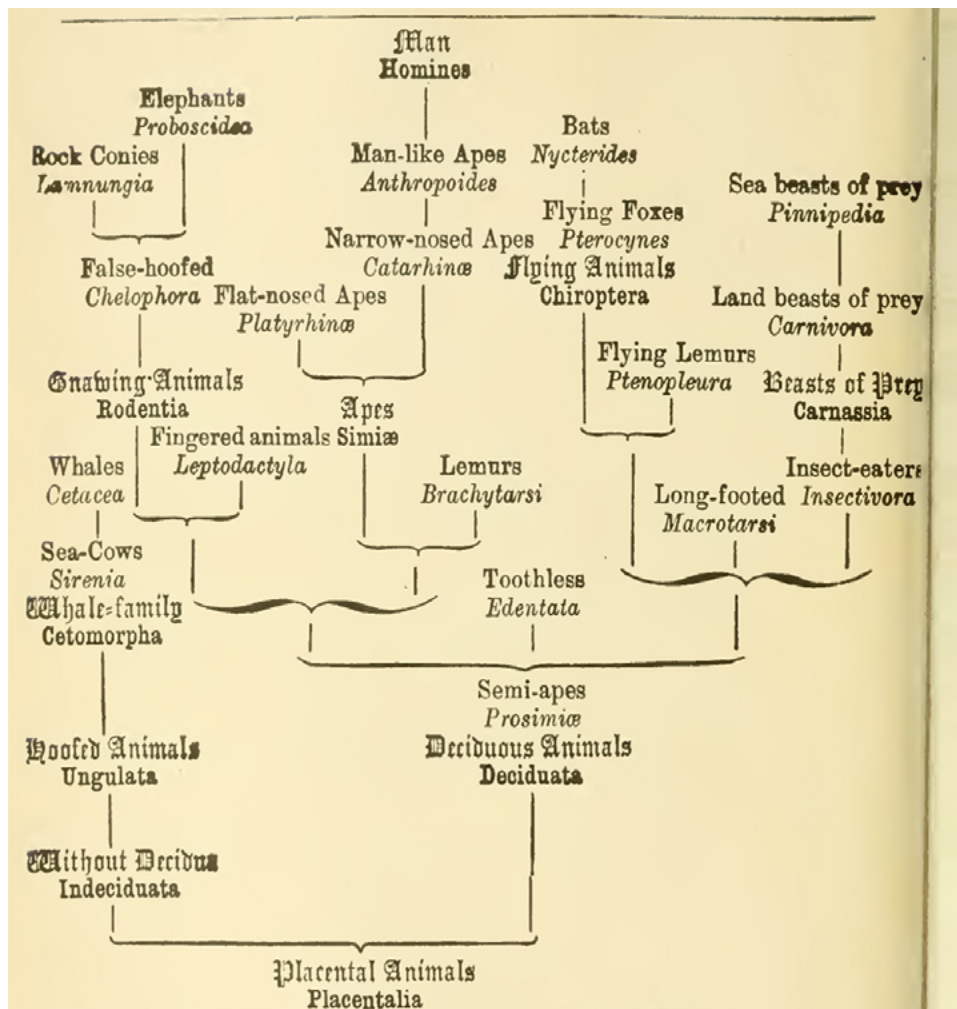 Man
Homines
Elephants
Proboscidea
Rock Conies
Lamnungia
Man-like Apes
Anthropoides
Bats
Nycterides
Sea beasts of prey
Pinnipedia
Narrow-nosed Apes
Catarhinæ
Flying Foxes
Pterocynes
Flying Animals
Chiroptera
False-hoofed
Chelophora
Flat-nosed Apes
Platyrhinæ
Land beasts of prey
Carnivora
Flying Lemurs
Ptenopleura
Gnawing Animals
Rodentia
Apes
Simiæ
Beasts of Prey
Carnassia
Fingered animals
Leptodactyla
Whales
Cetacea
Lemurs
Brachytarsi
Insect-eaters
Insectivora
Long-footed
Macrotarsi
Sea-Cows
Sirenia
Whale-family
Cetomorpha
Toothless
Edentata
Semi-apes
Prosimiæ
Deciduous Animals
Deciduata
Hoofed Animals
Ungulata
Without Decidua
Indeciduata
Placental Animals
Placentalia